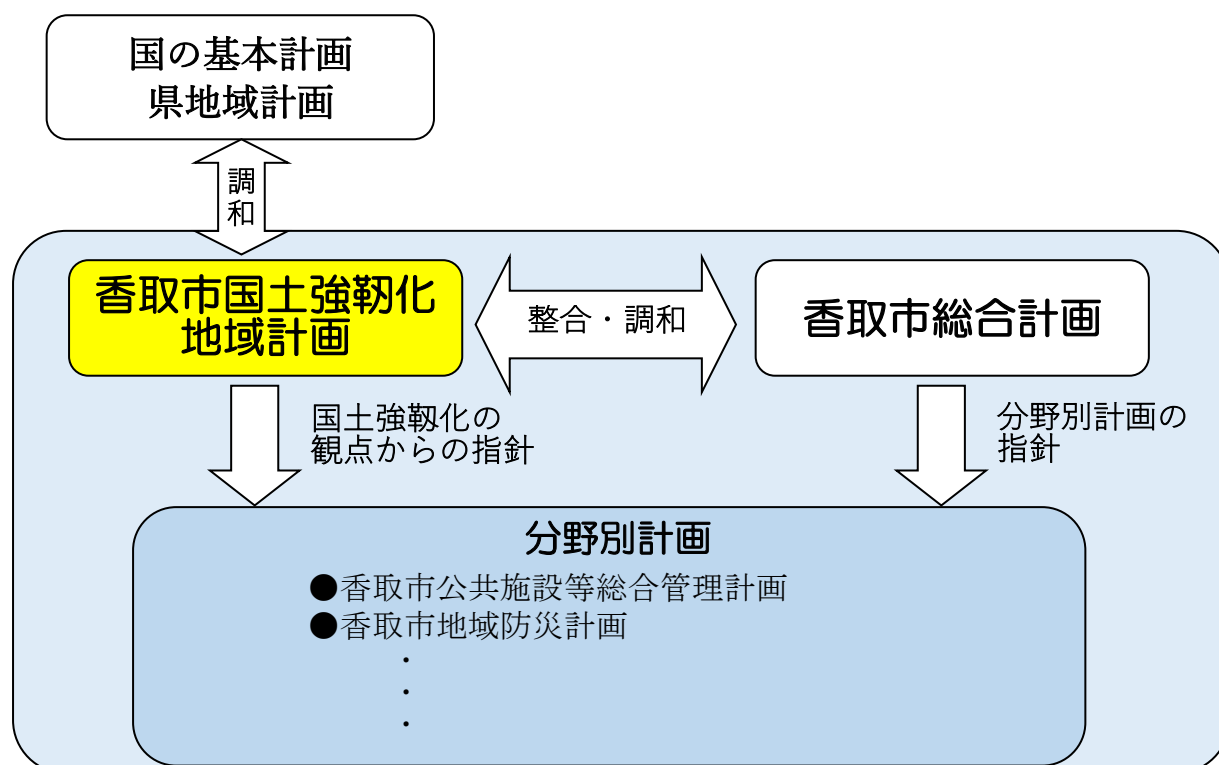 国の基本計画
県地域計画
調
和
香取市国土強靭化
地域計画
整合・調和
香取市総合計画
国土強靱化の
観点からの指針
分野別計画の
指針
分野別計画
●香取市公共施設等総合管理計画
●香取市地域防災計画
・
・
・